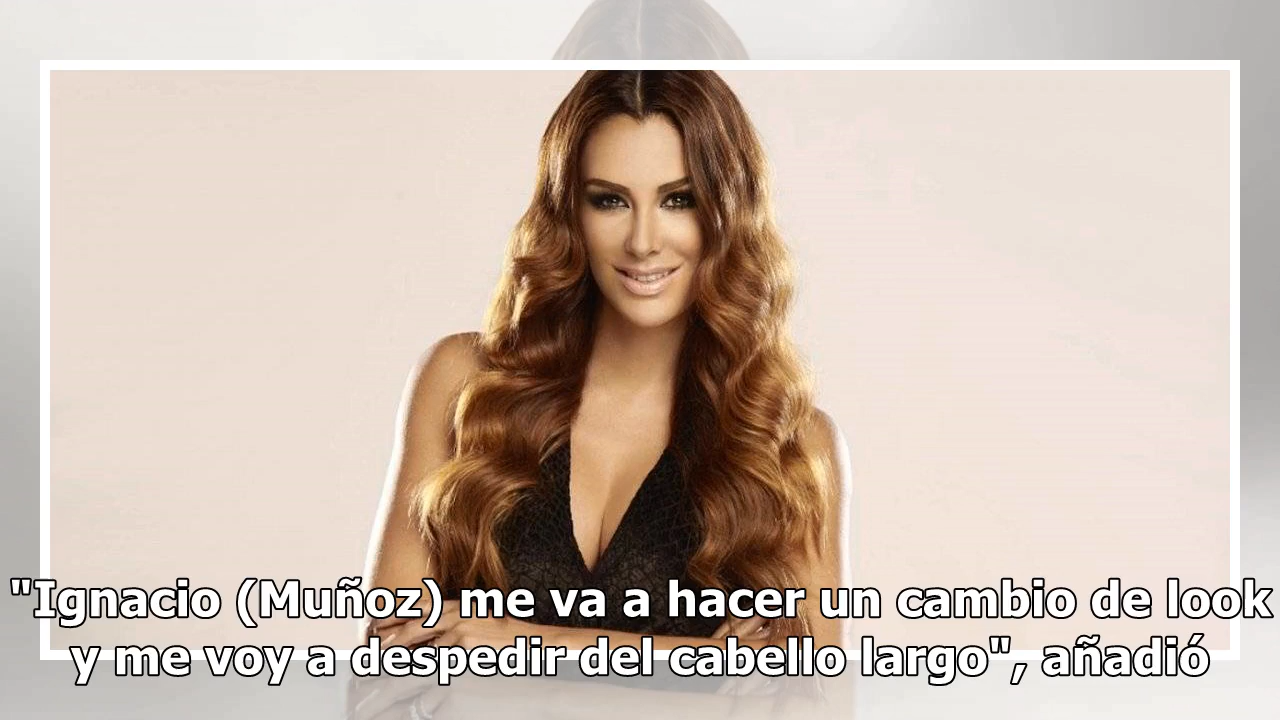 "Ignacio (Muñoz) me va a hacer un cambio de look
y me voy a despedir del cabello largo", añadió